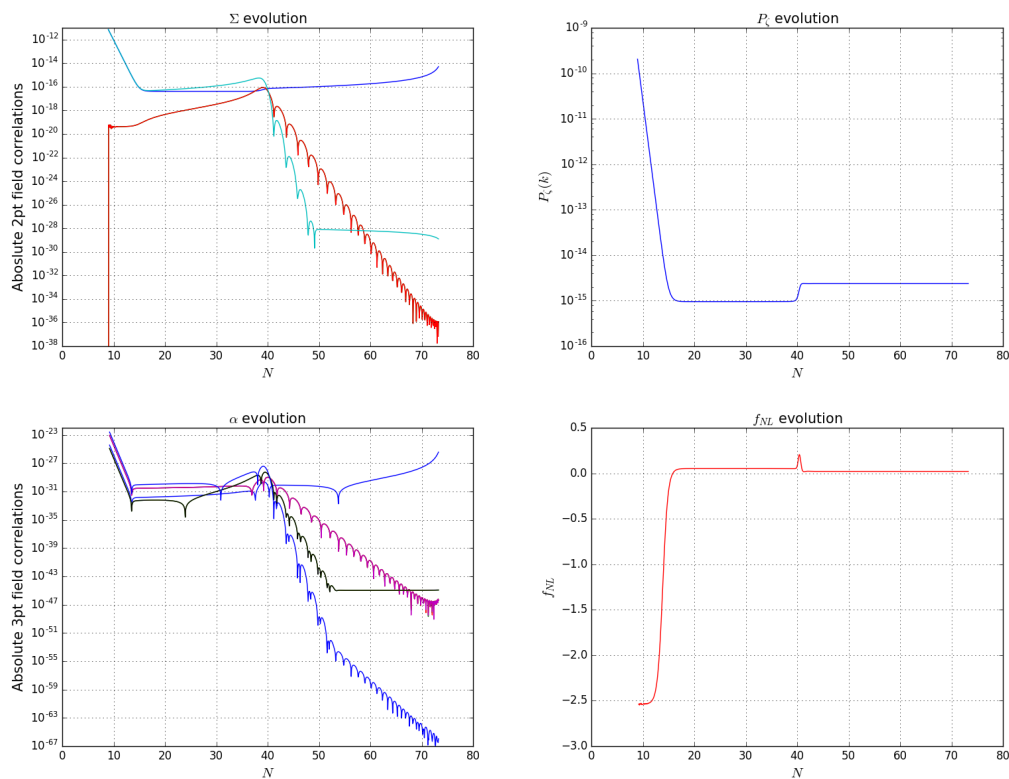 Σ evolution
Abosilute 2pt field correlations
10^-12
10^-14
10^-16
10^-18
10^-20
10^-22
10^-24
10^-26
10^-28
10^-30
10^-32
10^-34
10^-36
10^-38
0 10 20 30 40 50 60 70 80
N
P_ζ evolution
P_ζ(k)
10^-9
10^-10
10^-11
10^-12
10^-13
10^-14
10^-15
10^-16
0 10 20 30 40 50 60 70 80
N
α evolution
Absolute 3pt field correlations
10^-23
10^-27
10^-31
10^-35
10^-39
10^-43
10^-47
10^-51
10^-55
10^-59
10^-63
10^-67
0 10 20 30 40 50 60 70 80
N
f_NL evolution
f_NL
0.5
0.0
−0.5
−1.0
−1.5
−2.0
−2.5
−3.0
0 10 20 30 40 50 60 70 80
N